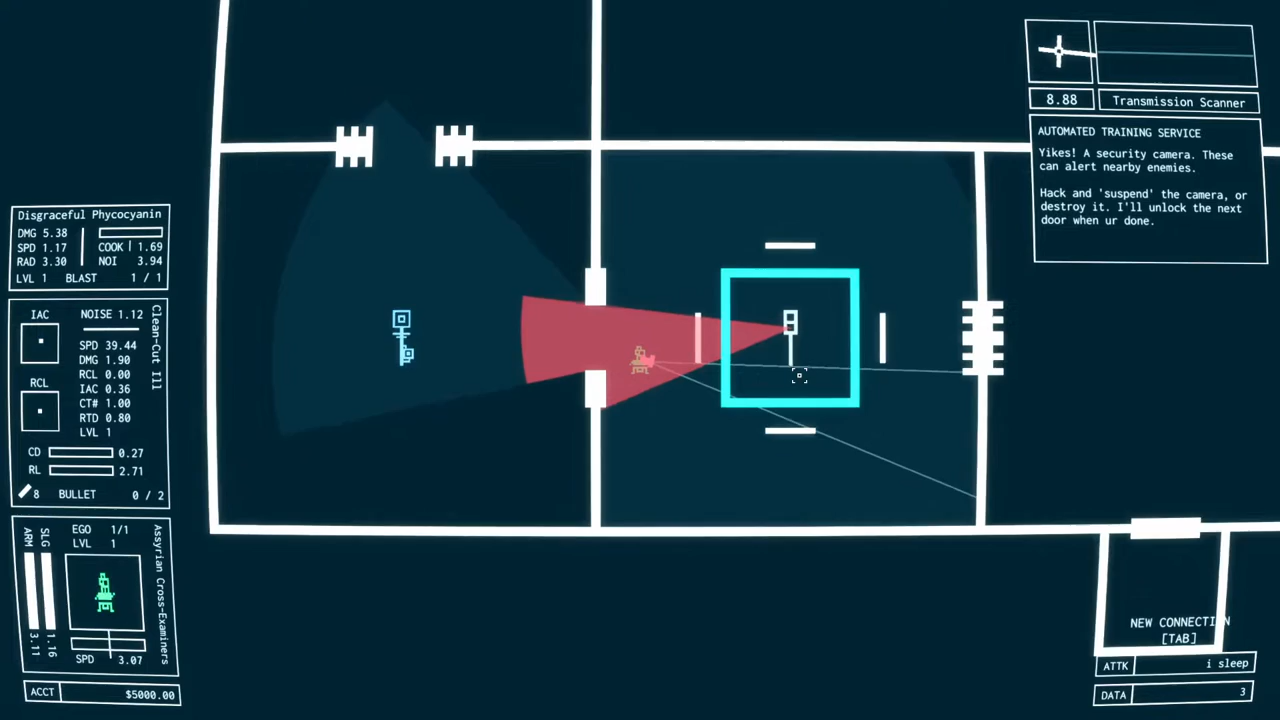 8.88
Transmission Scanner
AUTOMATED TRAINING SERVICE
Yikes! A security camera. These
can alert nearby enemies.
Hack and 'suspend' the camera, or
destroy it. I'll unlock the next
door when ur done.
Disgraceful Phycocyanin
DMG 5.38
SPD 1.17
COOK 1.69
RAD 3.30
NOI 3.94
LVL 1
BLAST
1 / 1
Clean-Cut Ill
IAC
NOISE 1.12
SPD 39.44
DMG 1.90
RCL 0.00
RCL
IAC 0.36
CT# 1.00
RTD 0.80
LVL 1
CD 0.27
RL 2.71
8
BULLET
0 / 2
Assyrian Cross-Examiners
EGO 1/1
LVL 1
ARM
SLG
3.11
1.16
SPD 3.07
ACCT
$5000.00
NEW CONNECTION
[TAB]
ATTK
i sleep
DATA
3